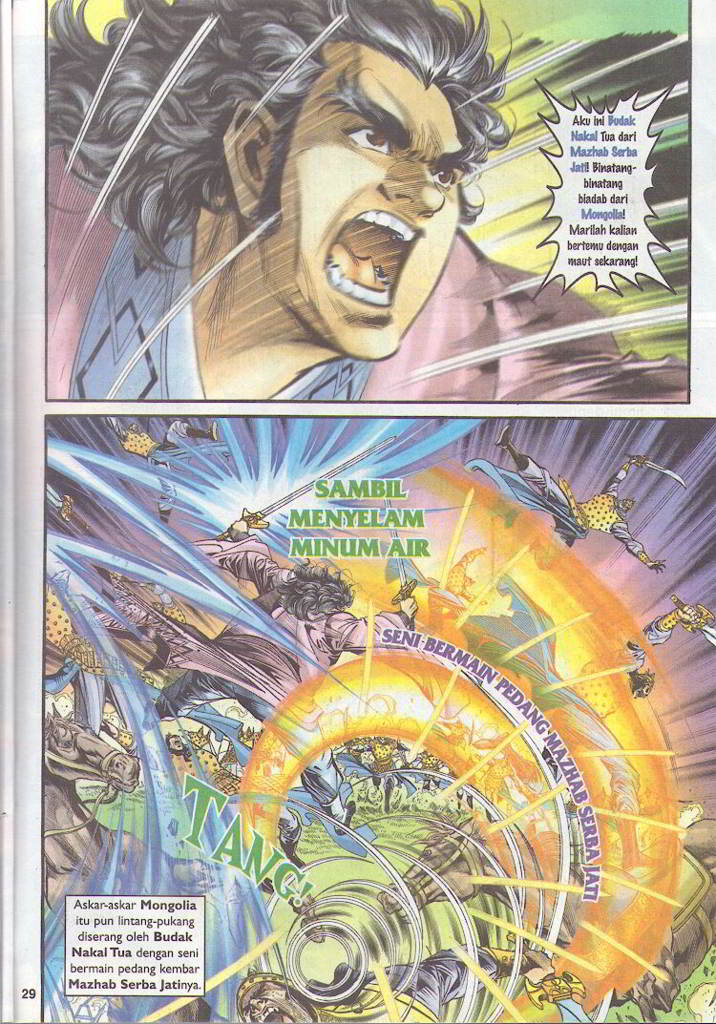 Aku ini Budak
Nakal Tua dari
Mazhab Serba
Jati! Binatang-
binatang
biadab dari
Mongolia!
Marilah kalian
bertemu dengan
maut sekarang!
SAMBIL
MENYELAM
MINUM AIR
SENI BERMAIN PEDANG MAZHAB SERBA JATI
TANG!
Askar-askar Mongolia
itu pun lintang-pukang
diserang oleh Budak
Nakal Tua dengan seni
bermain pedang kembar
Mazhab Serba Jatinya.
29